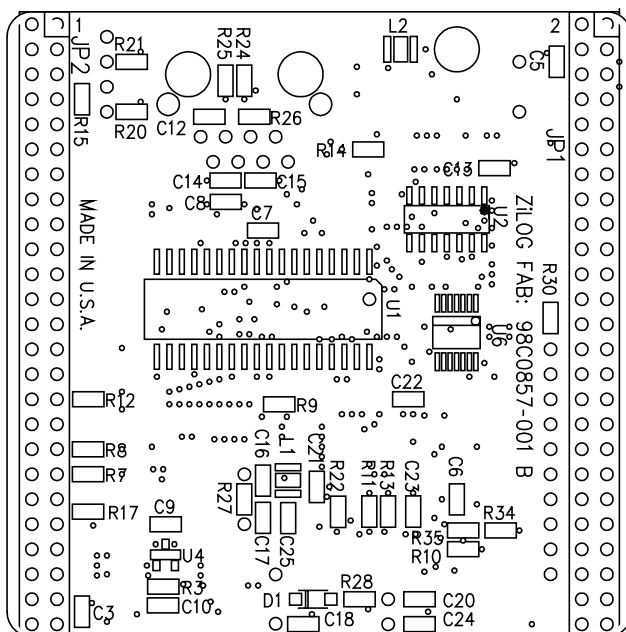 1
2
R21
JP2
R25
R24
L2
C5
R15
R20
C12
R26
JP1
R14
C13
C14
C15
C8
C7
U2
MADE IN U.S.A.
ZiLOG FAB: 98C0857-001 B
R30
U1
U6
R12
R9
C22
R8
R7
C16
L1
C21
R22
R11
R13
C23
C6
R27
R17
C9
C17
C25
R34
R35
R10
U4
R3
C10
C3
D1
R28
C18
C20
C24